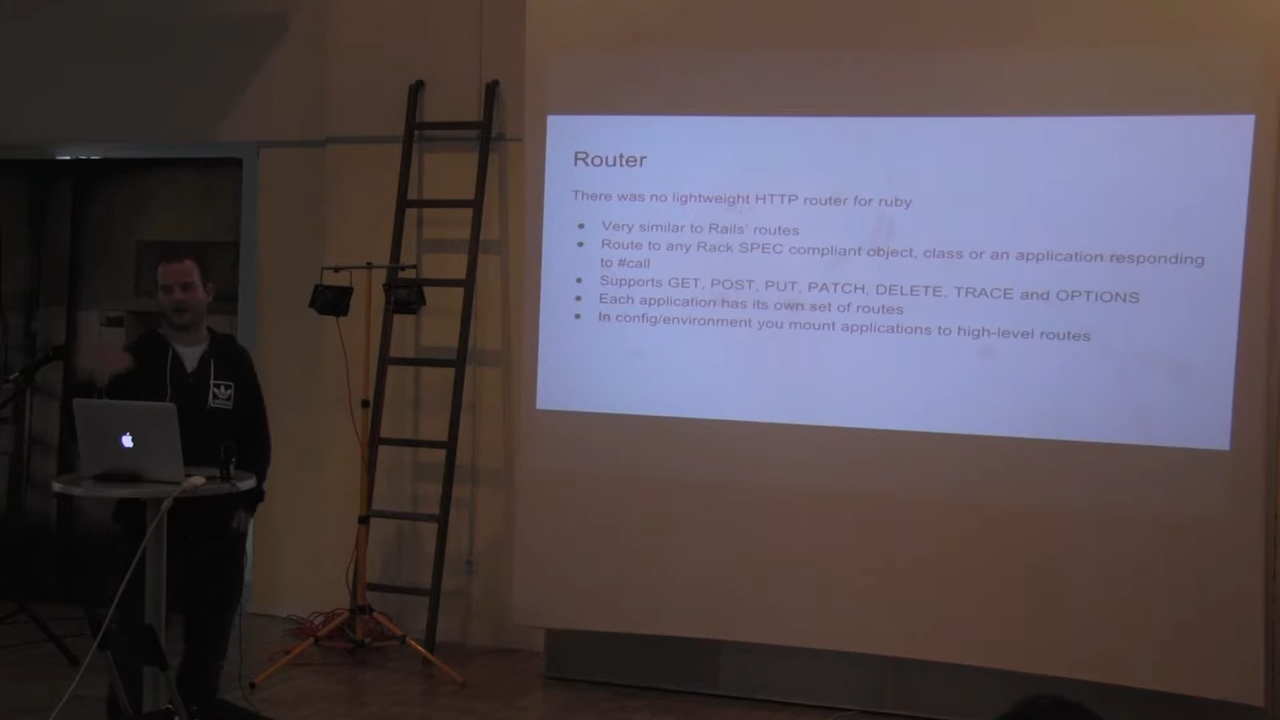 Router
There was no lightweight HTTP router for ruby
● Very similar to Rails' routes
● Route to any Rack SPEC compliant object, class or an application responding
to #call
● Supports GET, POST, PUT, PATCH, DELETE, TRACE and OPTIONS
● Each application has its own set of routes
● In config/environment you mount applications to high-level routes